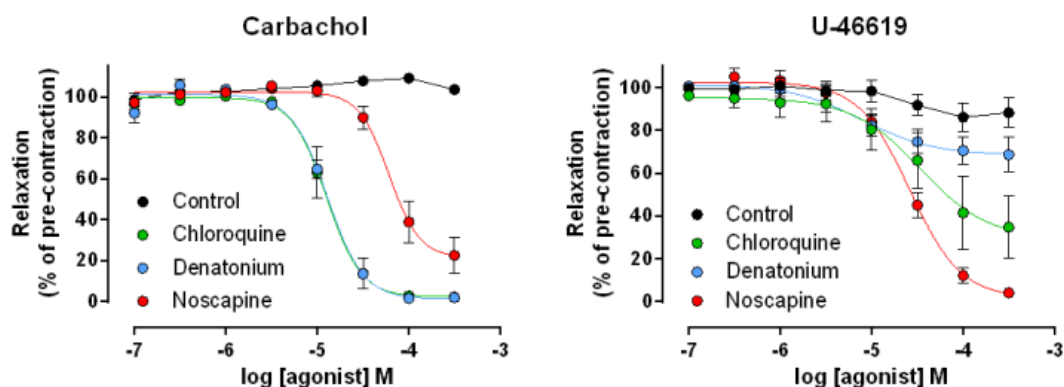 Carbachol
Relaxation
(% of pre-contraction)
100
80
60
40
20
0
Control
Chloroquine
Denatonium
Noscapine
-7
-6
-5
-4
-3
log [agonist] M
U-46619
Relaxation
(% of pre-contraction)
100
80
60
40
20
0
Control
Chloroquine
Denatonium
Noscapine
-7
-6
-5
-4
-3
log [agonist] M